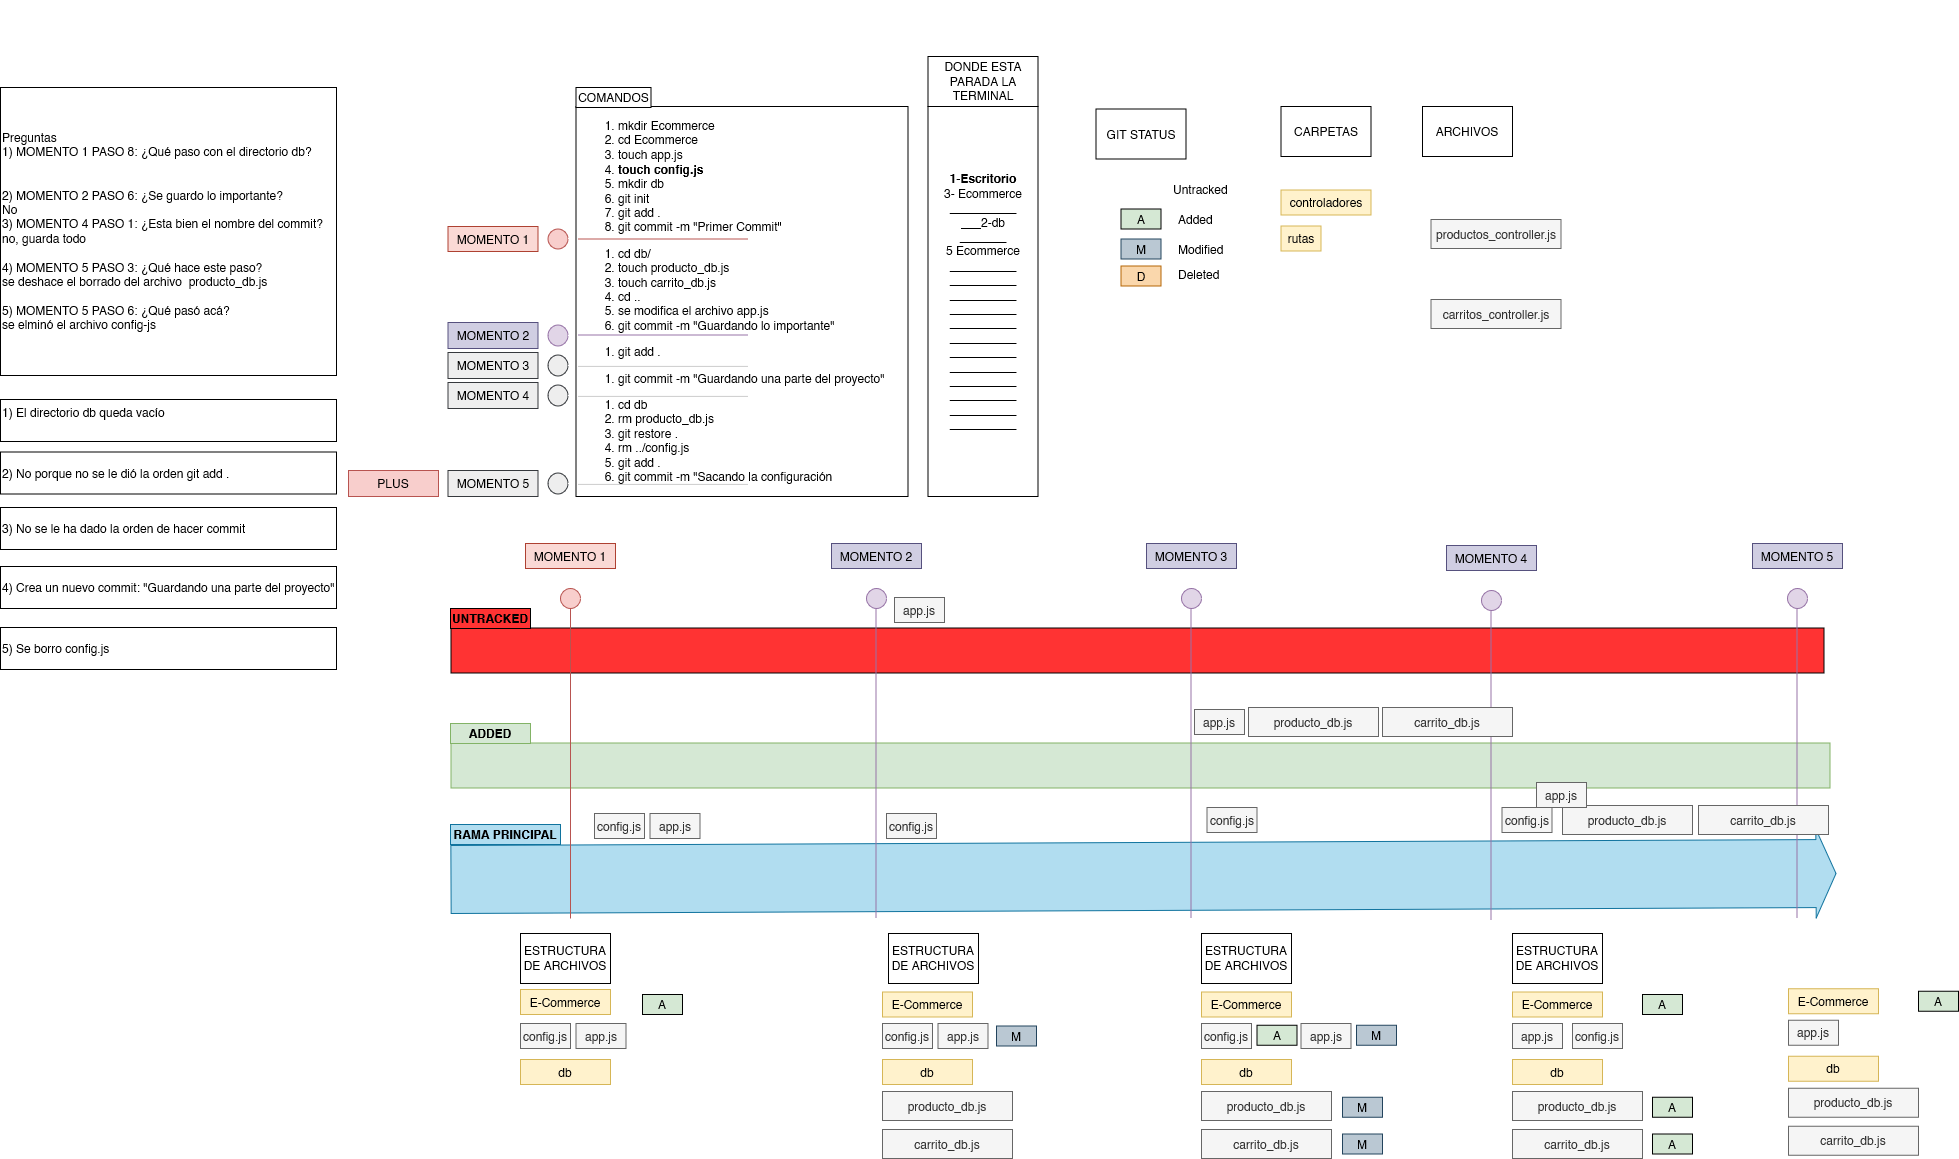 Preguntas
1) MOMENTO 1 PASO 8: ¿Qué paso con el directorio db?
2) MOMENTO 2 PASO 6: ¿Se guardo lo importante?
No
3) MOMENTO 4 PASO 1: ¿Esta bien el nombre del commit?
no, guarda todo
4) MOMENTO 5 PASO 3: ¿Qué hace este paso?
se deshace el borrado del archivo producto_db.js
5) MOMENTO 5 PASO 6: ¿Qué pasó acá?
se elminó el archivo config-js
1) El directorio db queda vacío
2) No porque no se le dió la orden git add .
3) No se le ha dado la orden de hacer commit
4) Crea un nuevo commit: "Guardando una parte del proyecto"
5) Se borro config.js
PLUS
MOMENTO 1
MOMENTO 2
MOMENTO 3
MOMENTO 4
MOMENTO 5
COMANDOS
1. mkdir Ecommerce
2. cd Ecommerce
3. touch app.js
4. touch config.js
5. mkdir db
6. git init
7. git add .
8. git commit -m "Primer Commit"
1. cd db/
2. touch producto_db.js
3. touch carrito_db.js
4. cd ..
5. se modifica el archivo app.js
6. git commit -m "Guardando lo importante"
1. git add .
1. git commit -m "Guardando una parte del proyecto"
1. cd db
2. rm producto_db.js
3. git restore .
4. rm ../config.js
5. git add .
6. git commit -m "Sacando la configuración
DONDE ESTA
PARADA LA
TERMINAL
1-Escritorio
3- Ecommerce
__________
___2-db
_______
5 Ecommerce
__________
__________
__________
__________
__________
__________
__________
__________
__________
__________
__________
__________
GIT STATUS
Untracked
A Added
M Modified
D Deleted
CARPETAS
controladores
rutas
ARCHIVOS
productos_controller.js
carritos_controller.js
MOMENTO 1 MOMENTO 2 MOMENTO 3 MOMENTO 4 MOMENTO 5
app.js
UNTRACKED
app.js producto_db.js carrito_db.js
ADDED
app.js
config.js app.js config.js config.js config.js producto_db.js carrito_db.js
RAMA PRINCIPAL
ESTRUCTURA
DE ARCHIVOS
E-Commerce A
config.js app.js
db
ESTRUCTURA
DE ARCHIVOS
E-Commerce
config.js app.js M
db
producto_db.js
carrito_db.js
ESTRUCTURA
DE ARCHIVOS
E-Commerce
config.js A app.js M
db
producto_db.js M
carrito_db.js M
ESTRUCTURA
DE ARCHIVOS
E-Commerce A
app.js config.js
db
producto_db.js A
carrito_db.js A
E-Commerce A
app.js
db
producto_db.js
carrito_db.js